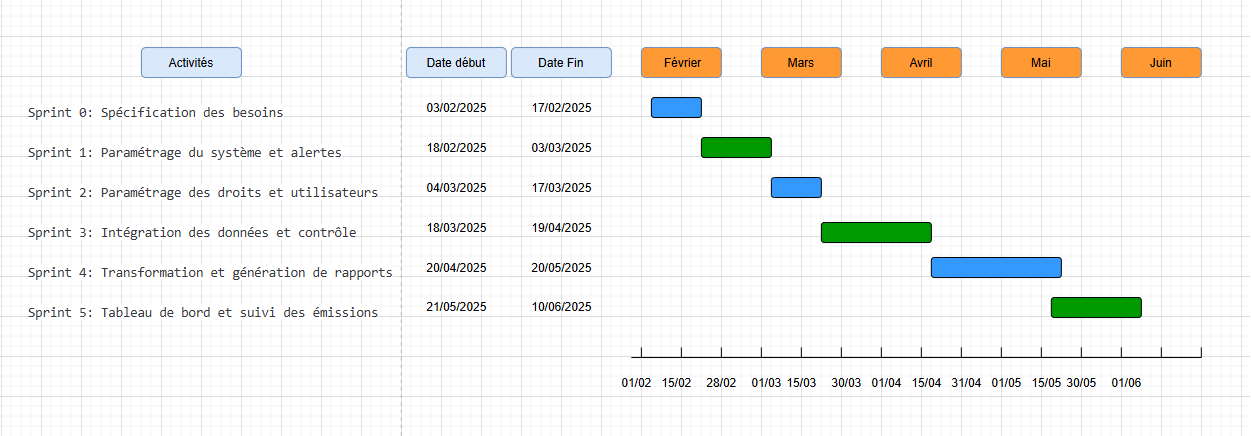 Activités Date début Date Fin Février Mars Avril Mai Juin
Sprint 0: Spécification des besoins 03/02/2025 17/02/2025
Sprint 1: Paramétrage du système et alertes 18/02/2025 03/03/2025
Sprint 2: Paramétrage des droits et utilisateurs 04/03/2025 17/03/2025
Sprint 3: Intégration des données et contrôle 18/03/2025 19/04/2025
Sprint 4: Transformation et génération de rapports 20/04/2025 20/05/2025
Sprint 5: Tableau de bord et suivi des émissions 21/05/2025 10/06/2025
01/02 15/02 28/02 01/03 15/03 30/03 01/04 15/04 31/04 01/05 15/05 30/05 01/06